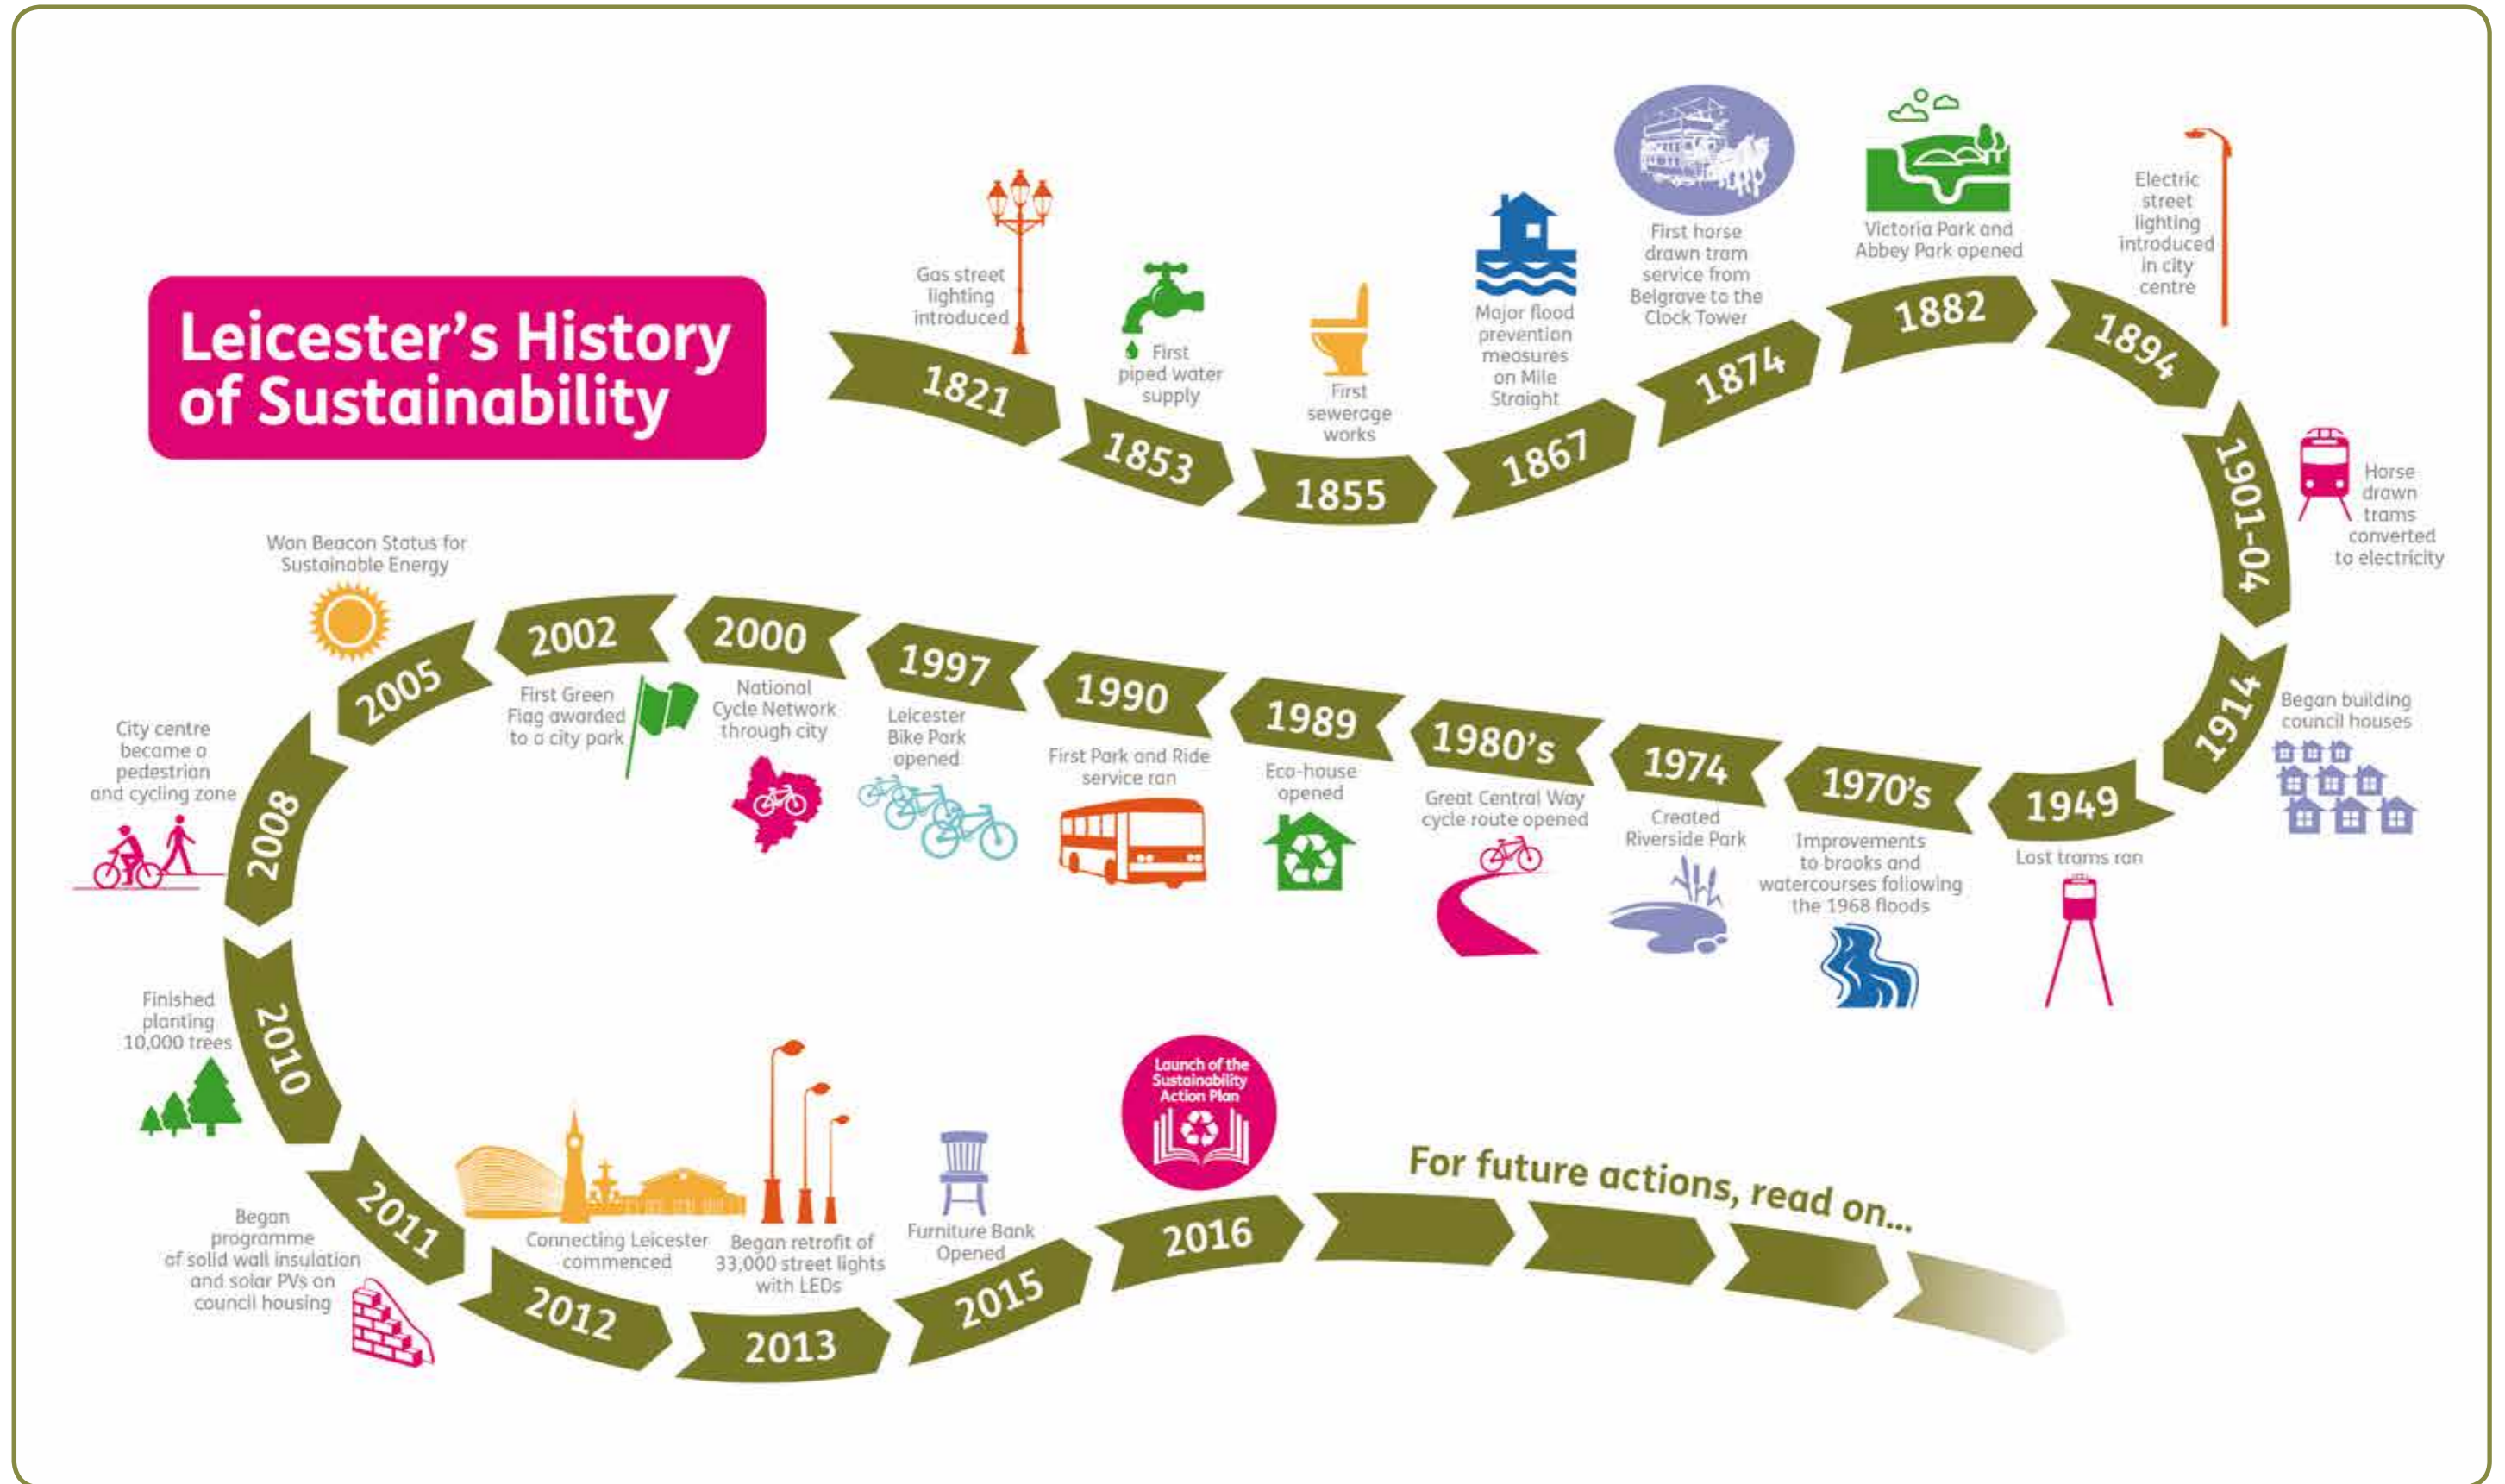 Leicester's History
of Sustainability
Gas street
lighting
introduced
1821
First
piped water
supply
1853
First
sewerage
works
1855
Major flood
prevention
measures
on Mile
Straight
1867
First horse
drawn tram
service from
Belgrave to the
Clock Tower
1874
Victoria Park and
Abbey Park opened
1882
Electric
street
lighting
introduced
in city
centre
1894
1901-04
Horse
drawn
trams
converted
to electricity
1914
Began building
council houses
1949
Last trams ran
1970's
Improvements
to brooks and
watercourses following
the 1968 floods
1974
Created
Riverside Park
1980's
Great Central Way
cycle route opened
1989
Eco-house
opened
1990
First Park and Ride
service ran
1997
Leicester
Bike Park
opened
2000
National
Cycle Network
through city
2002
First Green
Flag awarded
to a city park
Won Beacon Status for
Sustainable Energy
2005
City centre
became a
pedestrian
and cycling zone
2008
Finished
planting
10,000 trees
2010
2011
Began
programme
of solid wall insulation
and solar PVs on
council housing
Connecting Leicester
commenced
2012
Began retrofit of
33,000 street lights
with LEDs
2013
Furniture Bank
Opened
2015
Launch of the
Sustainability
Action Plan
2016
For future actions, read on...